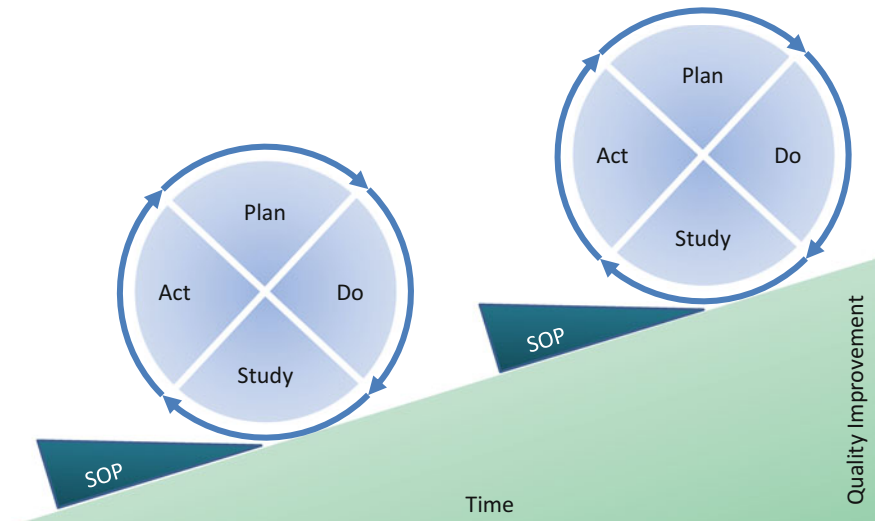 Plan
Act
Do
Study
SOP
Plan
Act
Do
Study
SOP
Time
Quality Improvement